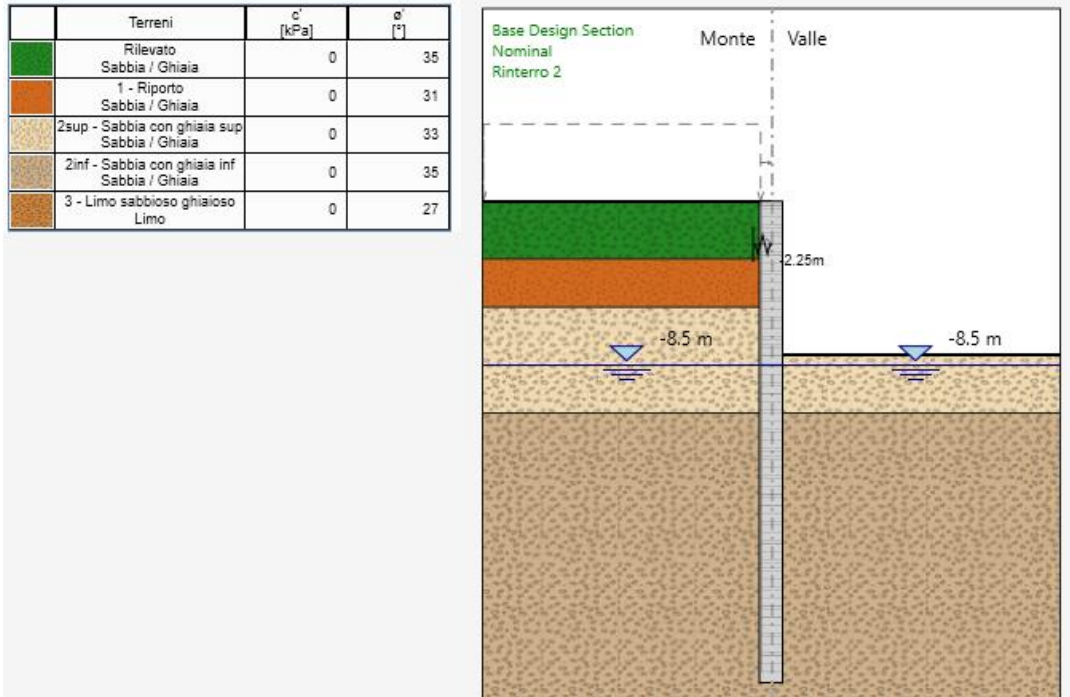 Terreni
c'
[kPa]
ø'
[°]
Rilevato
Sabbia / Ghiaia
0
35
1 - Riporto
Sabbia / Ghiaia
0
31
2sup - Sabbia con ghiaia sup
Sabbia / Ghiaia
0
33
2inf - Sabbia con ghiaia inf
Sabbia / Ghiaia
0
35
3 - Limo sabbioso ghiaioso
Limo
0
27
Base Design Section
Nominal
Rinterro 2
Monte
Valle
-2.25m
-8.5 m
-8.5 m